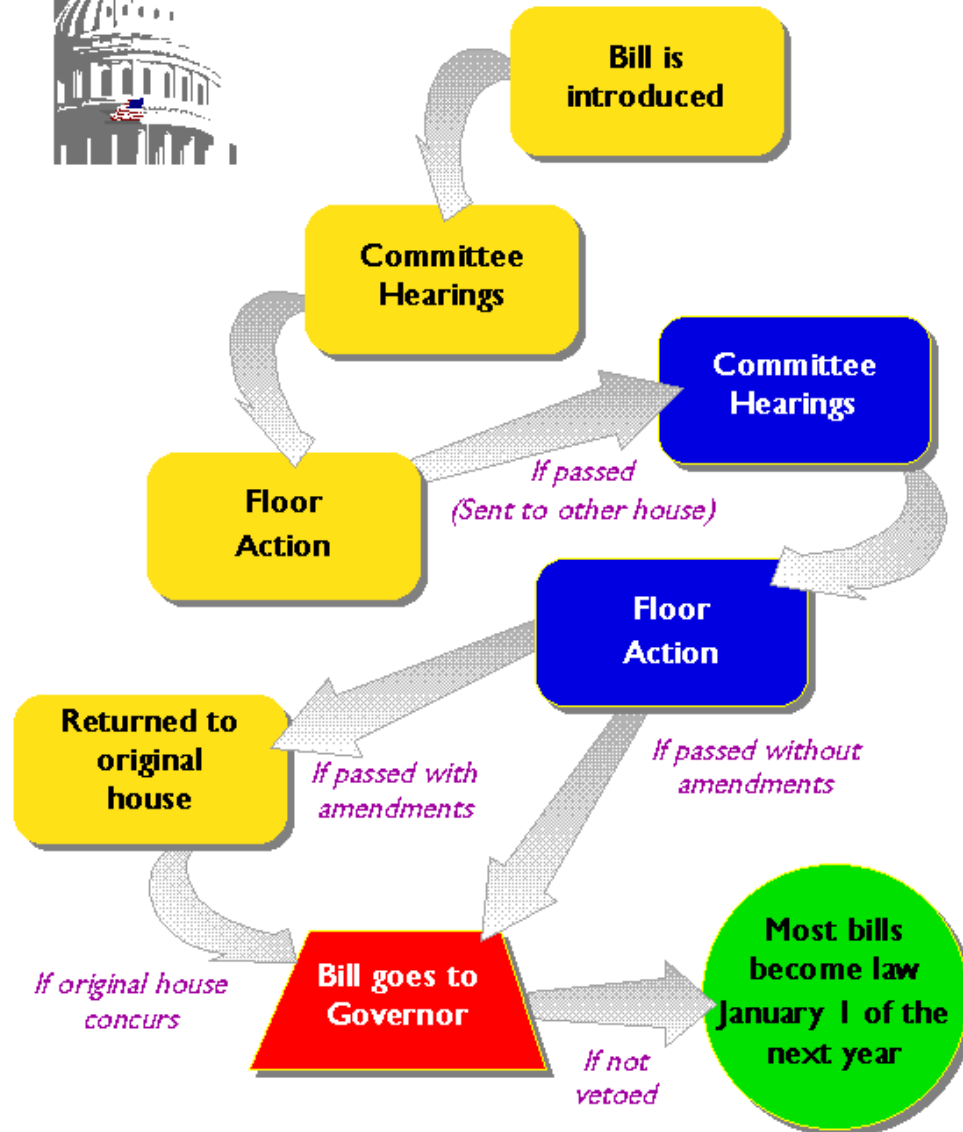 Bill is
introduced
Committee
Hearings
Committee
Hearings
If passed
(Sent to other house)
Floor
Action
Floor
Action
Returned to
original
house
If passed with
amendments
If passed without
amendments
Most bills
become law
January 1 of the
next year
If original house
concurs
Bill goes to
Governor
If not
vetoed